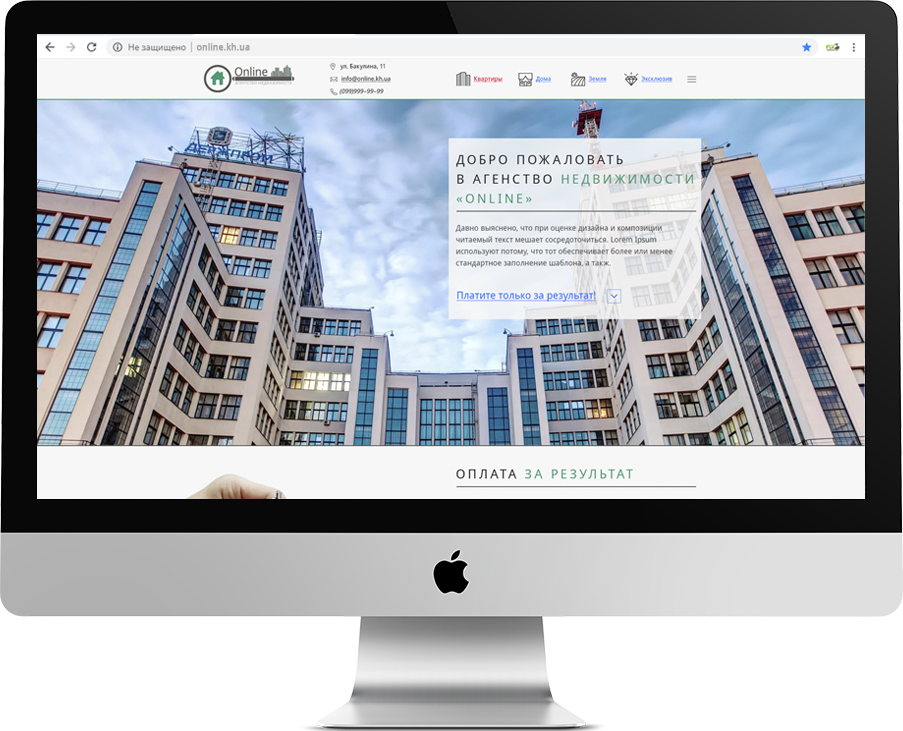 Не защищено | online.kh.ua
Online
ул. Бакулина, 11
info@online.kh.ua
(099)999-99-99
Квартиры
Дома
Земля
Эксклюзив
ДЕРЖПРОМ
ДОБРО ПОЖАЛОВАТЬ
В АГЕНСТВО НЕДВИЖИМОСТИ
«ONLINE»
Давно выяснено, что при оценке дизайна и композиции
читаемый текст мешает сосредоточиться. Lorem Ipsum
используют потому, что тот обеспечивает более или менее
стандартное заполнение шаблона, а такж.
Платите только за результат!
ОПЛАТА ЗА РЕЗУЛЬТАТ